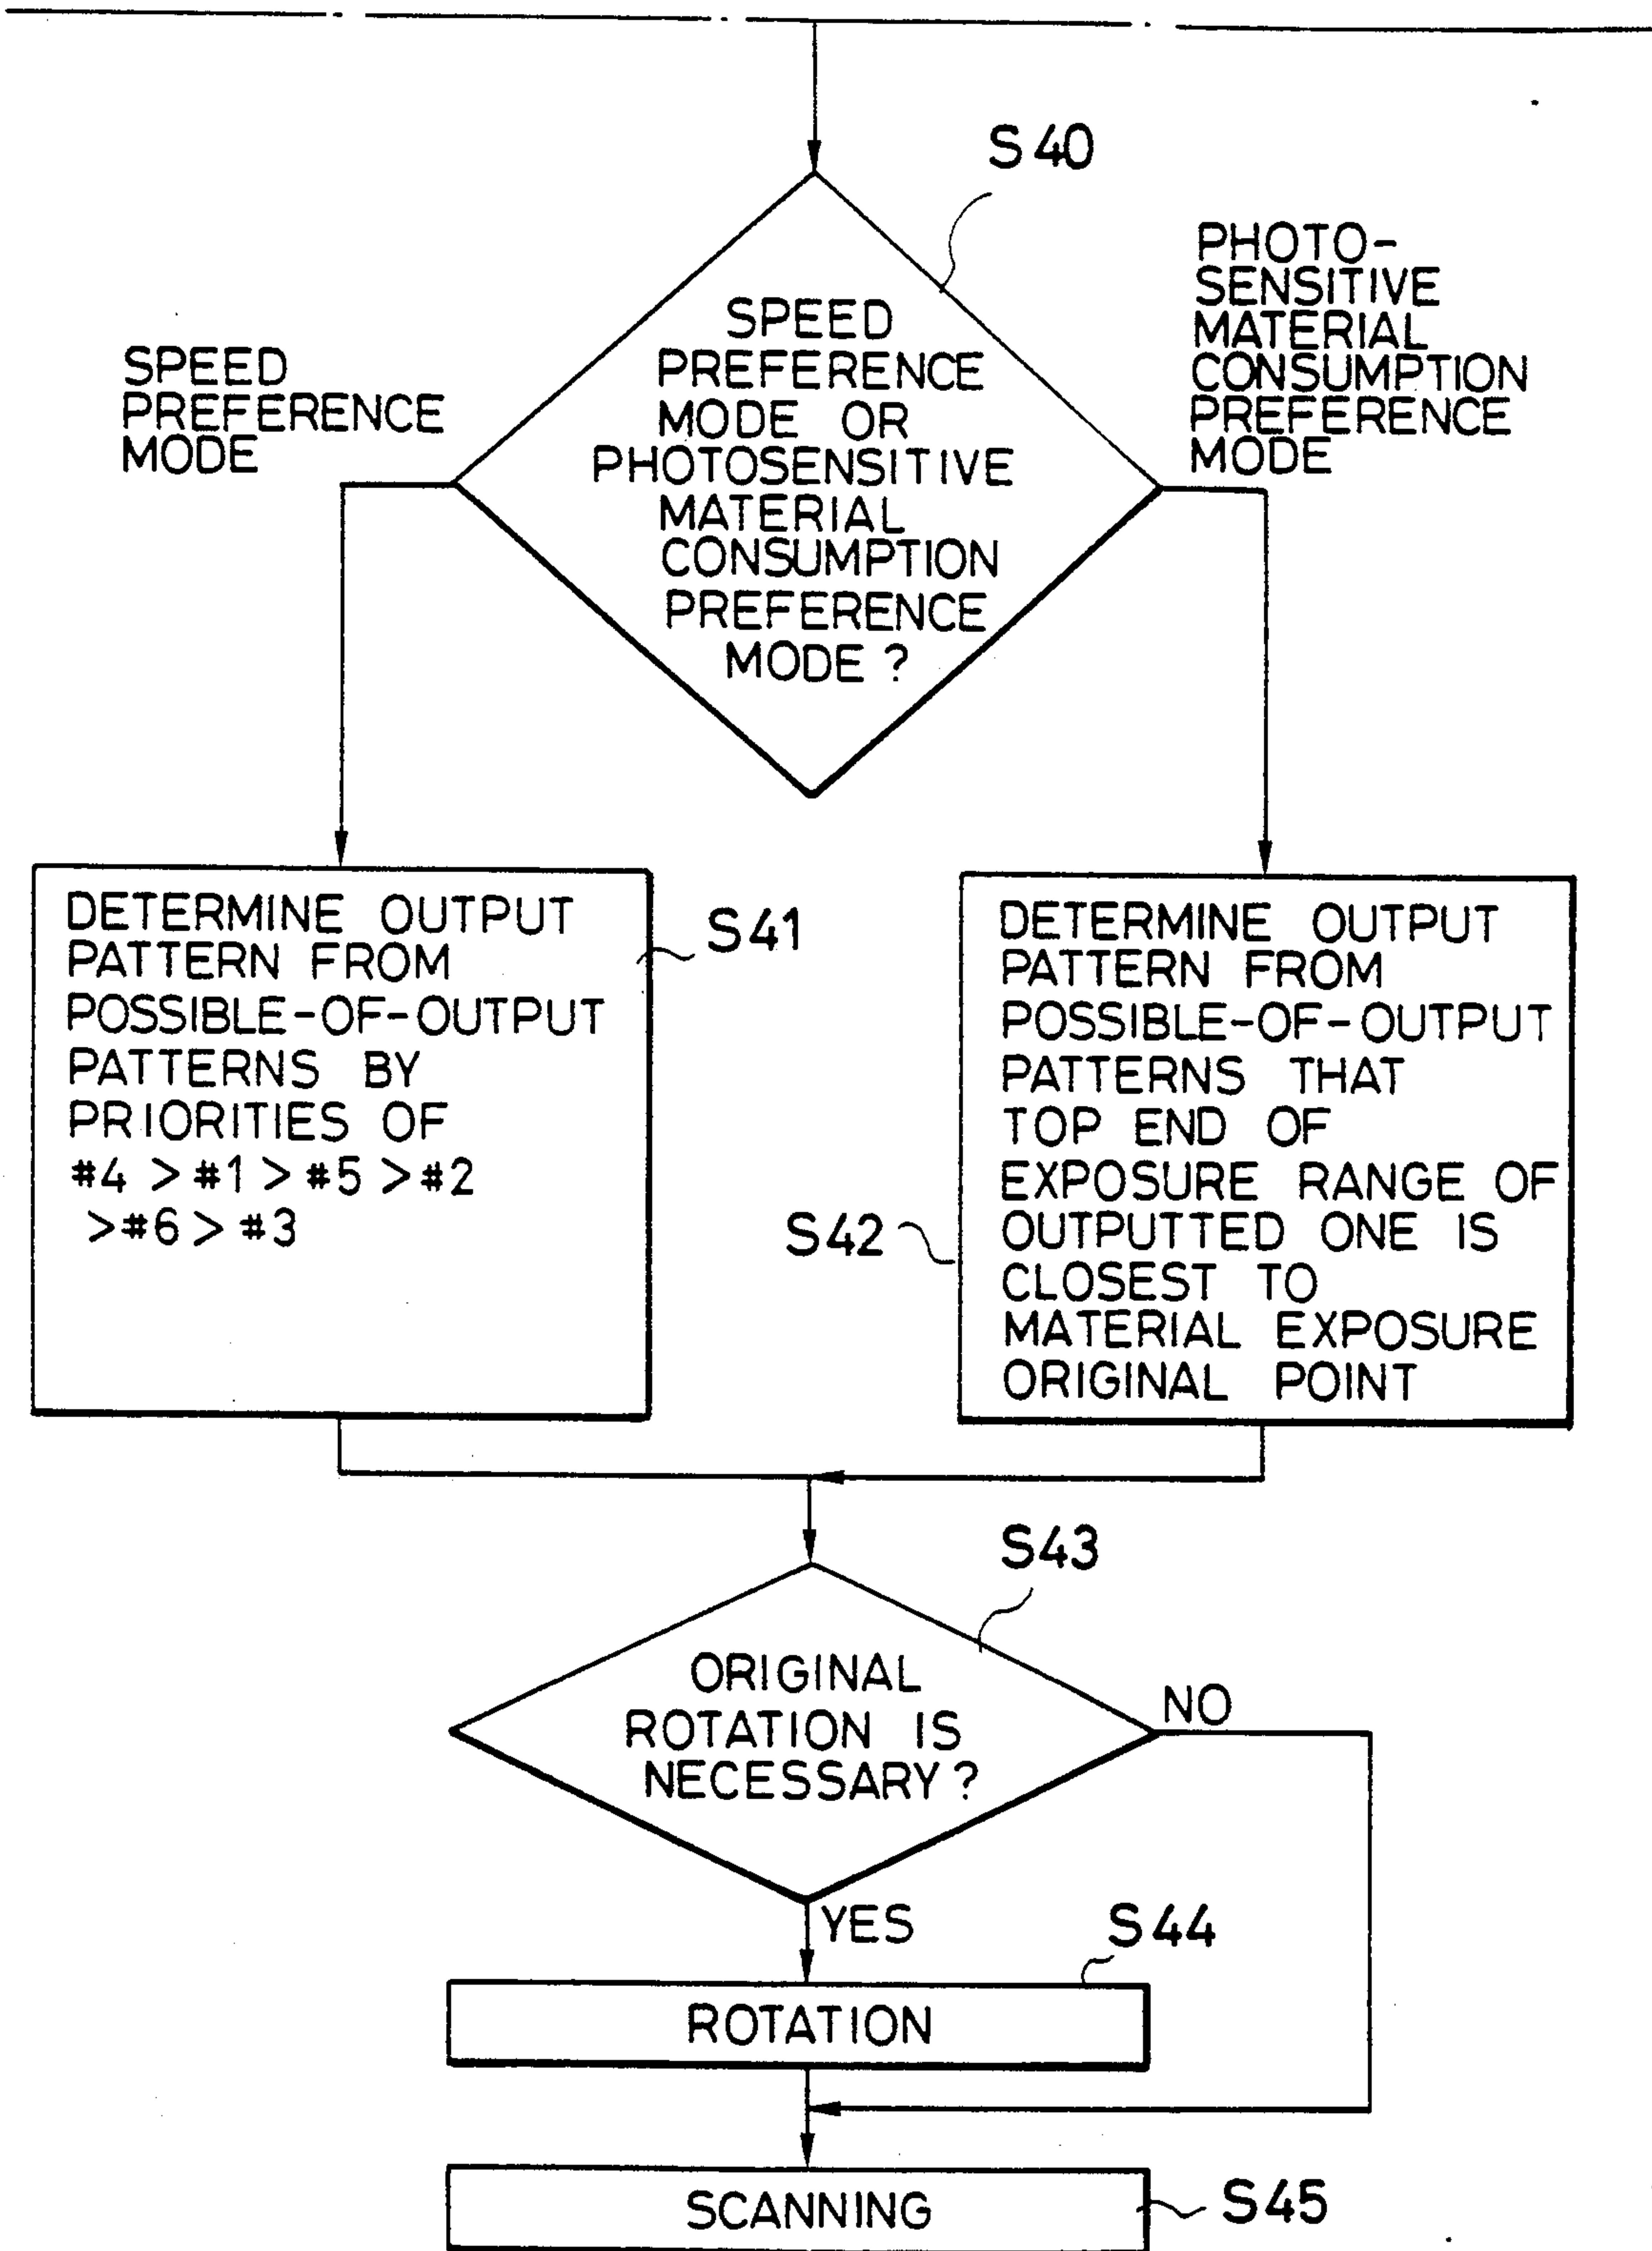 S40
SPEED
PREFERENCE
MODE
SPEED
PREFERENCE
MODE OR
PHOTOSENSITIVE
MATERIAL
CONSUMPTION
PREFERENCE
MODE ?
PHOTO-
SENSITIVE
MATERIAL
CONSUMPTION
PREFERENCE
MODE
DETERMINE OUTPUT
PATTERN FROM
POSSIBLE-OF-OUTPUT
PATTERNS BY
PRIORITIES OF
#4 > #1 > #5 > #2
> #6 > #3
S41
DETERMINE OUTPUT
PATTERN FROM
POSSIBLE-OF-OUTPUT
PATTERNS THAT
TOP END OF
EXPOSURE RANGE OF
OUTPUTTED ONE IS
CLOSEST TO
MATERIAL EXPOSURE
ORIGINAL POINT
S42
S43
ORIGINAL
ROTATION IS
NECESSARY ?
NO
YES
S44
ROTATION
SCANNING
S45